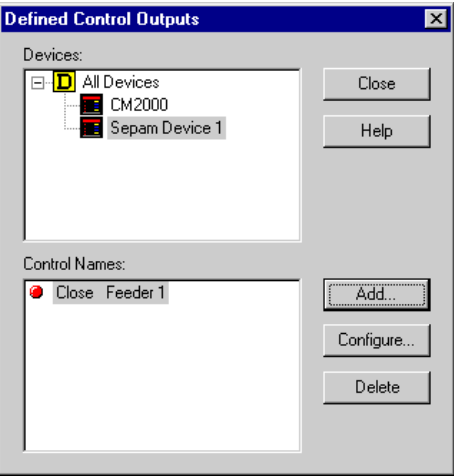 Defined Control Outputs
Devices:
D All Devices
CM2000
Sepam Device 1
Close
Help
Control Names:
Close Feeder 1
Add...
Configure...
Delete